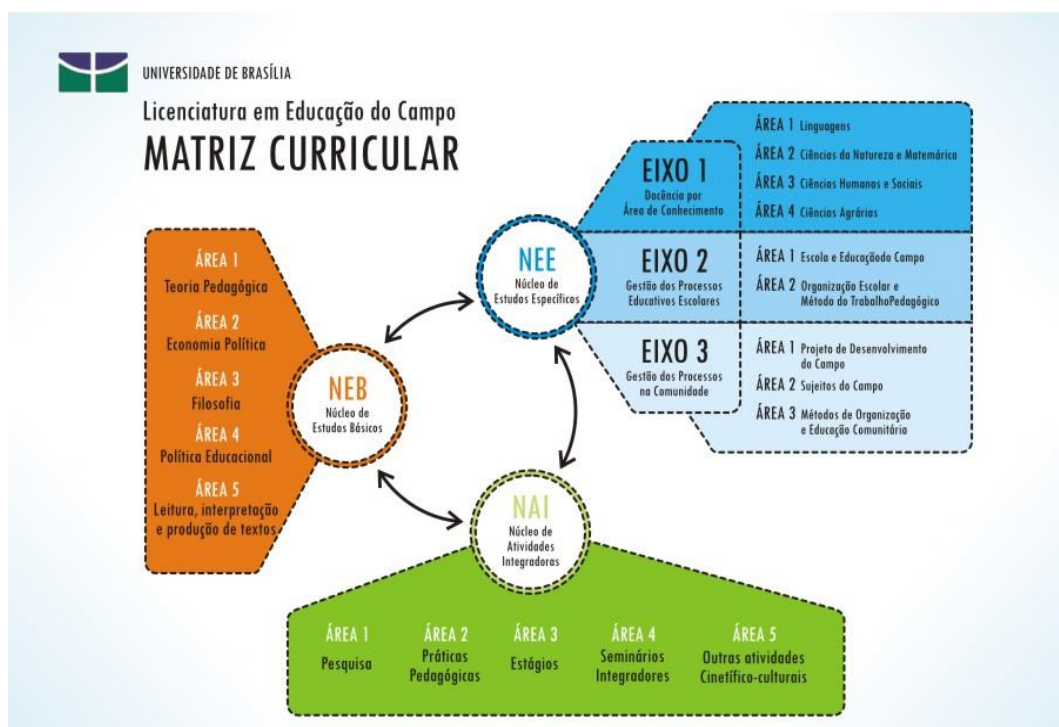 UNIVERSIDADE DE BRASÍLIA
Licenciatura em Educação do Campo
MATRIZ CURRICULAR
ÁREA 1
Teoria Pedagógica
ÁREA 2
Economia Política
ÁREA 3
Filosofia
ÁREA 4
Política Educacional
ÁREA 5
Leitura, interpretação
e produção de textos
NEB
Núcleo de
Estudos Básicos
NEE
Núcleo de
Estudos Específicos
EIXO 1
Docência por
Área de Conhecimento
ÁREA 1 Linguagens
ÁREA 2 Ciências da Natureza e Matemárica
ÁREA 3 Ciências Humanas e Sociais
ÁREA 4 Ciências Agrárias
EIXO 2
Gestão dos Processos
Educativos Escolares
ÁREA 1 Escola e Educaçãodo Campo
ÁREA 2 Organização Escolar e
Método do TrabalhoPedagógico
EIXO 3
Gestão dos Processos
na Comunidade
ÁREA 1 Projeto de Desenvolvimento
do Campo
ÁREA 2 Sujeitos do Campo
ÁREA 3 Métodos de Organização
e Educação Comunitária
NAI
Núcleo de
Atividades
Integradoras
ÁREA 1
Pesquisa
ÁREA 2
Práticas
Pedagógicas
ÁREA 3
Estágios
ÁREA 4
Seminários
Integradores
ÁREA 5
Outras atividades
Cinetífico-culturais